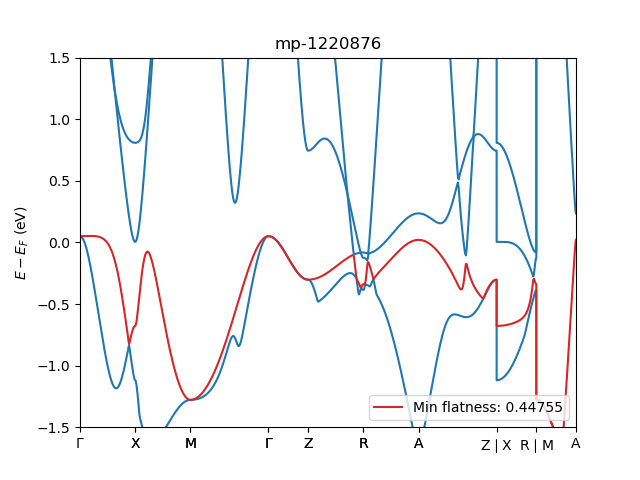 mp-1220876
E − E_F (eV)
1.5
1.0
0.5
0.0
−0.5
−1.0
−1.5
Min flatness: 0.44755
Γ X M Γ Z R A Z | X R | M A